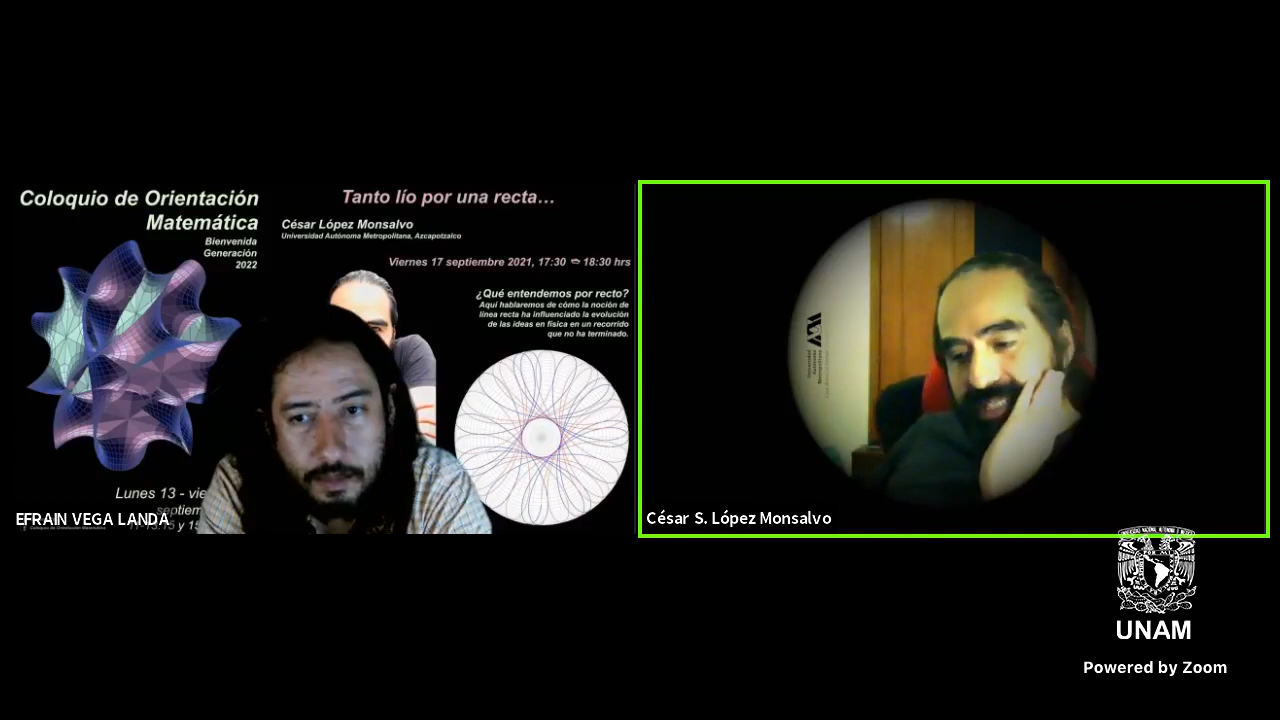 Coloquio de Orientación
Matemática
Bienvenida
Generación
2022
Lunes 13 - vie
septiem
EFRAIN VEGA LANDA
Tanto lío por una recta...
César López Monsalvo
Universidad Autónoma Metropolitana, Azcapotzalco
Viernes 17 septiembre 2021, 17:30 18:30 hrs
¿Qué entendemos por recto?
Aquí hablaremos de cómo la noción de
línea recta ha influenciado la evolución
de las ideas en física en un recorrido
que no ha terminado.
César S. López Monsalvo
UNAM
Powered by Zoom